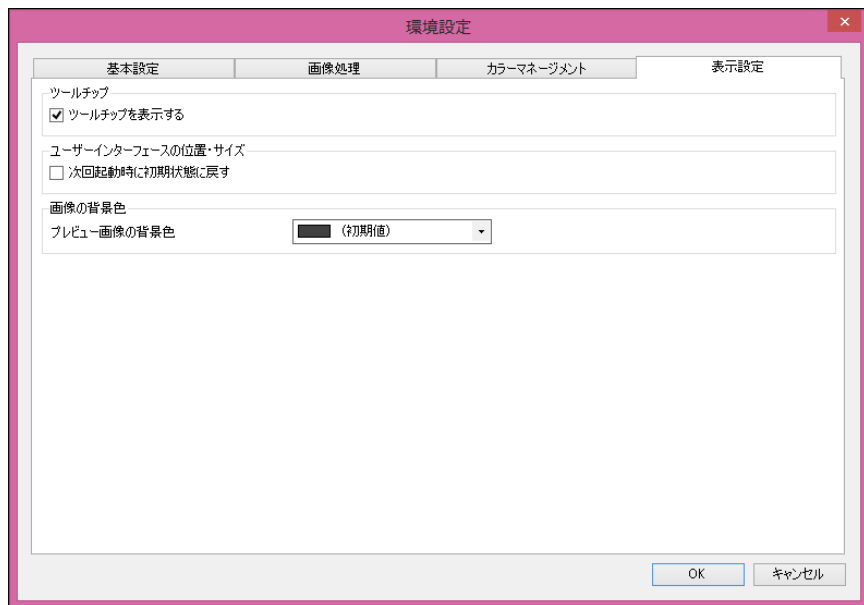 環境設定
基本設定
画像処理
カラーマネージメント
表示設定
ツールチップ
ツールチップを表示する
ユーザーインターフェースの位置・サイズ
次回起動時に初期状態に戻す
画像の背景色
プレビュー画像の背景色
(初期値)
OK
キャンセル